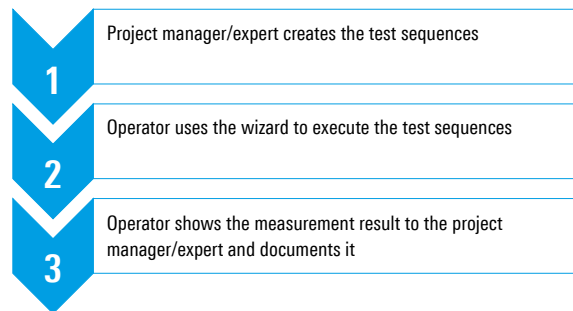 Project manager/expert creates the test sequences
1
Operator uses the wizard to execute the test sequences
2
Operator shows the measurement result to the project
manager/expert and documents it
3